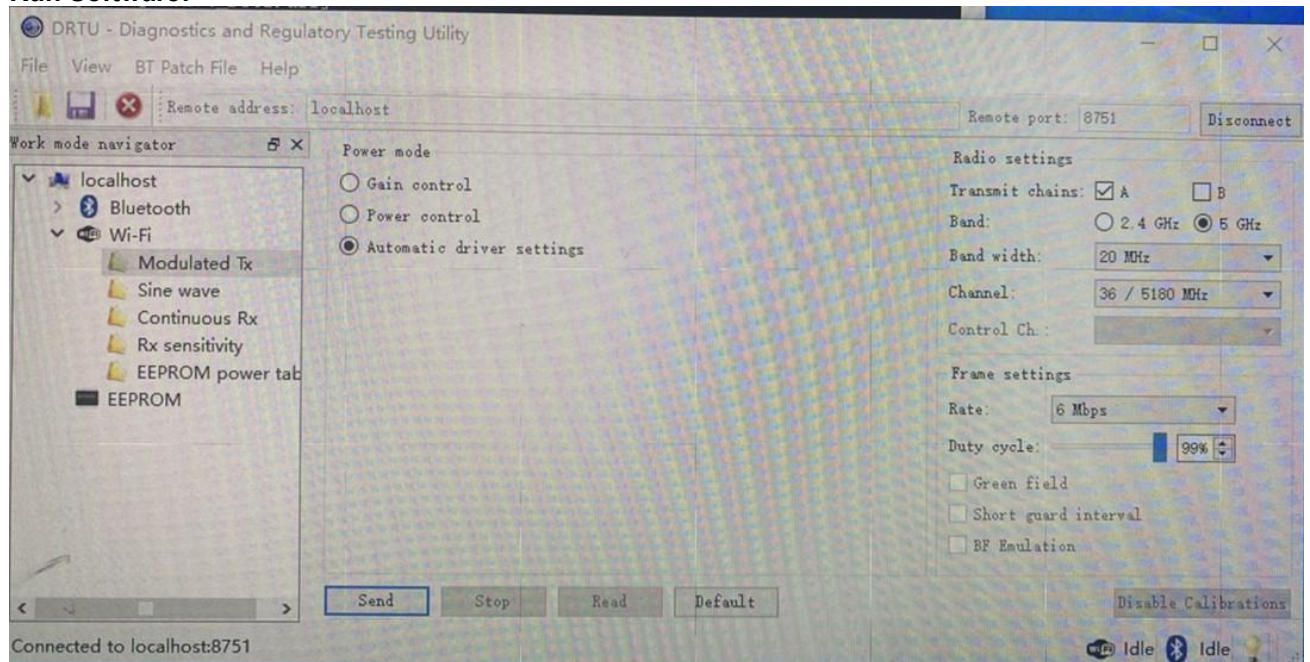 DRTU - Diagnostics and Regulatory Testing Utility
File View BT Patch File Help
Remote address: localhost
Remote port: 8751
Disconnect
Work mode navigator
localhost
Bluetooth
Wi-Fi
Modulated Tx
Sine wave
Continuous Rx
Rx sensitivity
EEPROM power tab
EEPROM
Power mode
Gain control
Power control
Automatic driver settings
Radio settings
Transmit chains: A B
Band: 2.4 GHz 5 GHz
Band width: 20 MHz
Channel: 36 / 5180 MHz
Control Ch.:
Frame settings
Rate: 6 Mbps
Duty cycle: 99%
Green field
Short guard interval
BF Emulation
Send Stop Read Default
Disable Calibrations
Connected to localhost:8751
Idle Idle